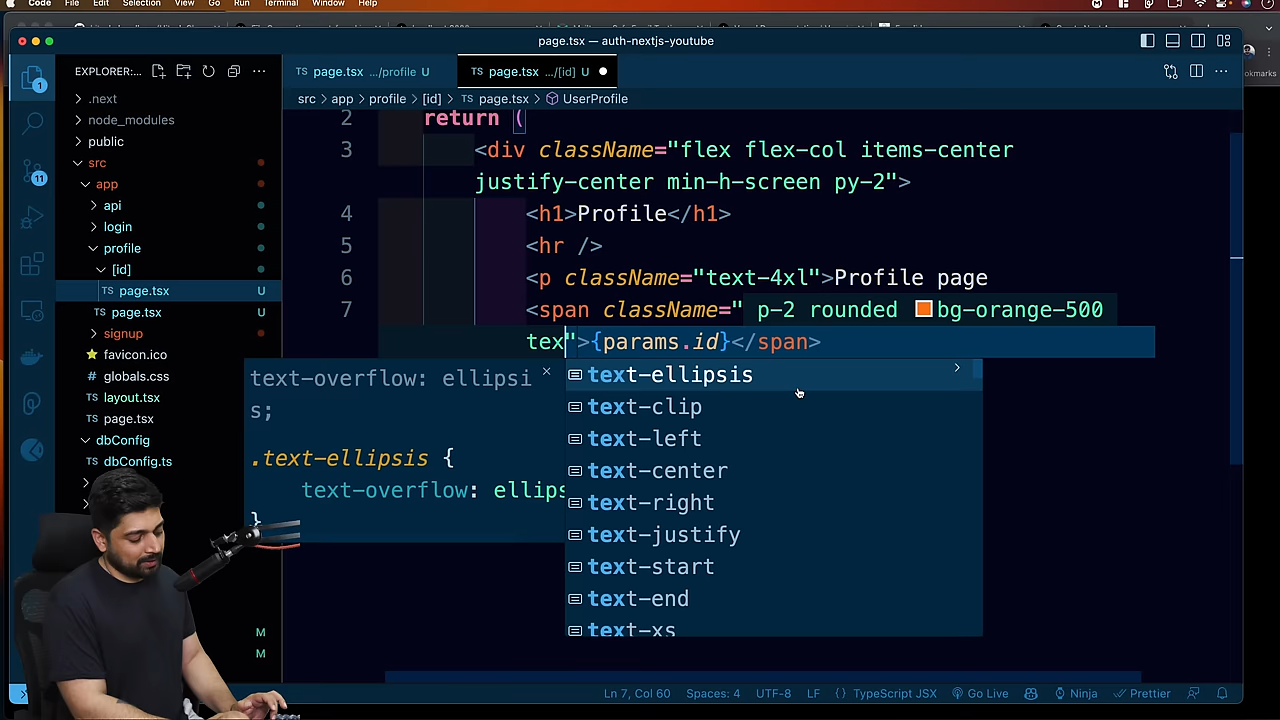 Code File Edit Selection View Go Run Terminal Window Help
page.tsx — auth-nextjs-youtube
EXPLORER:...
page.tsx .../profile U
page.tsx .../[id] U
src > app > profile > [id] > page.tsx > UserProfile
.next
node_modules
public
src
app
api
login
profile
[id]
page.tsx U
page.tsx U
signup
favicon.ico
globals.css
layout.tsx
page.tsx
dbConfig
dbConfig.ts
M
M
1
11
2 return (
3 <div className="flex flex-col items-center
justify-center min-h-screen py-2">
4 <h1>Profile</h1>
5 <hr />
6 <p className="text-4xl">Profile page
7 <span className=" p-2 rounded bg-orange-500
tex">{params.id}</span>
text-overflow: ellipsi
s;
.text-ellipsis {
text-overflow: ellips
}
text-ellipsis
text-clip
text-left
text-center
text-right
text-justify
text-start
text-end
text-xs
Ln 7, Col 60 Spaces: 4 UTF-8 LF {} TypeScript JSX Go Live Ninja Prettier